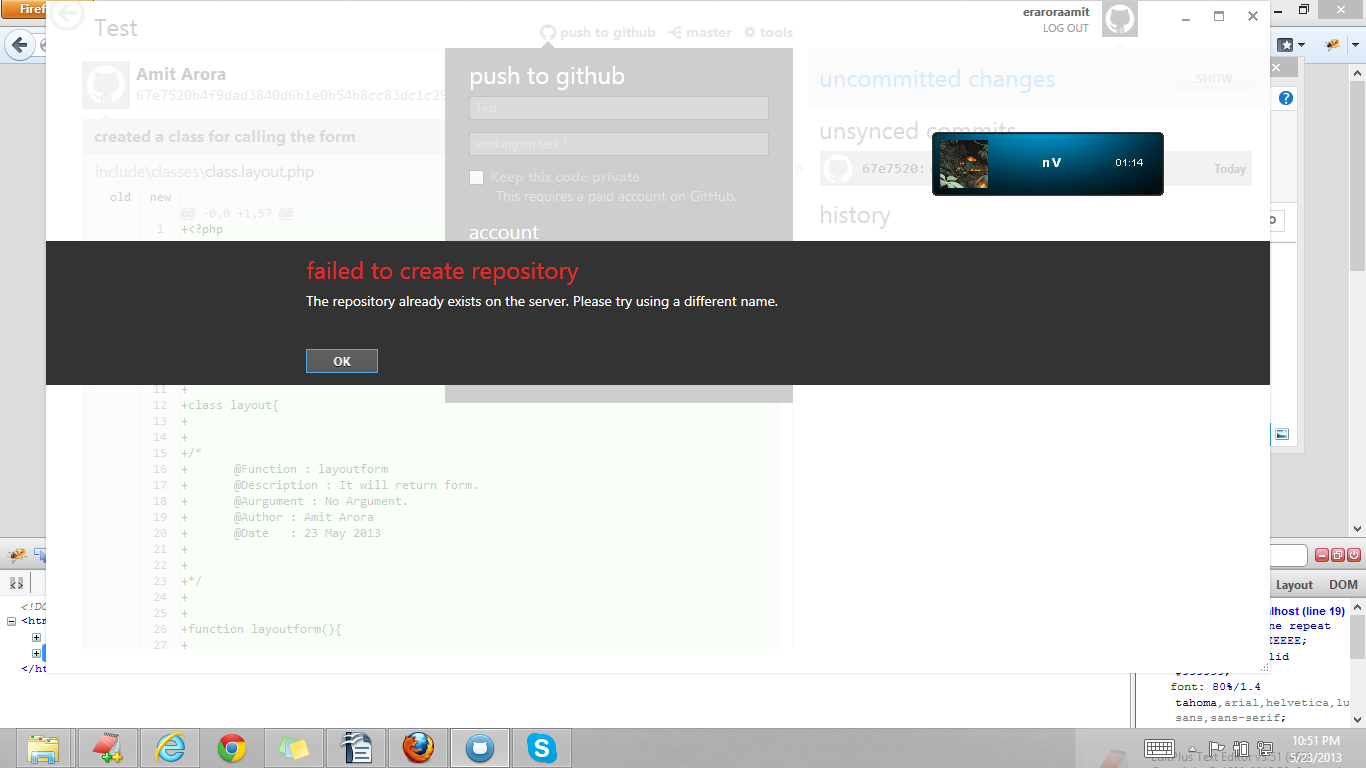 Firef
Test
push to github
master
tools
eraroraamit
LOG OUT
Amit Arora
67e7520b4f9dad3840d6b1e0b54b8cc83dc1c29
created a class for calling the form
include\classes\class.layout.php
old new
... ... @@ -0,0 +1,57 @@
1 +<?php
push to github
Test
working on task 1
Keep this code private
This requires a paid account on GitHub.
account
uncommitted changes
SHOW
unsynced commits
67e7520:
Today
nV
01:14
history
failed to create repository
The repository already exists on the server. Please try using a different name.
OK
11 +
12 +class layout{
13 +
14 +
15 +/*
16 + @Function : layoutform
17 + @Description : It will return form.
18 + @Aurgument : No Argument.
19 + @Author : Amit Arora
20 + @Date : 23 May 2013
21 +
22 +
23 +*/
24 +
25 +
26 +function layoutform(){
27 +
Layout DOM
<!DO
<htm
</ht
lhost (line 19)
ne repeat
EEEEE;
lid
font: 80%/1.4
tahoma,arial,helvetica,lu
sans,sans-serif;
10:51 PM
5/23/2013